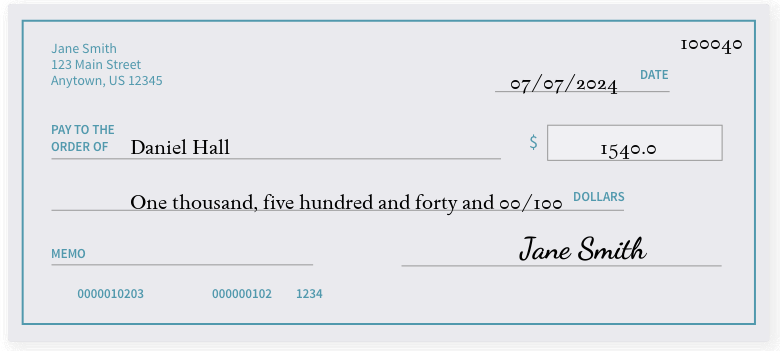 Jane Smith
123 Main Street
Anytown, US 12345
100040
07/07/2024 DATE
PAY TO THE
ORDER OF Daniel Hall
$ 1540.0
One thousand, five hundred and forty and 00/100 DOLLARS
MEMO
Jane Smith
0000010203 000000102 1234